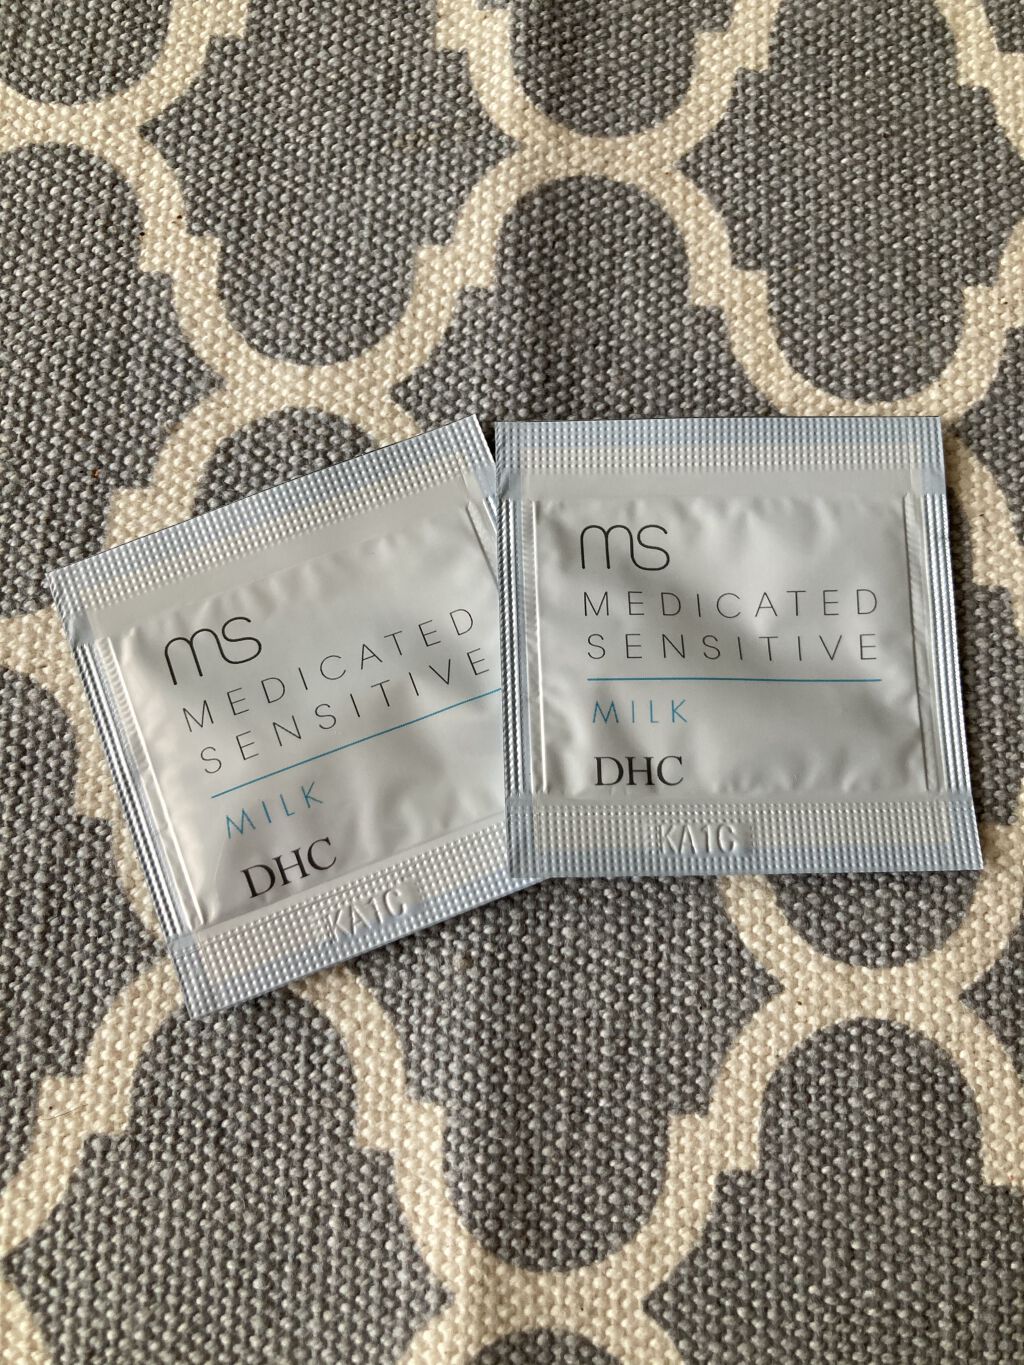 ms
MEDICATED
SENSITIVE
MILK
DHC
KA1C
ms
MEDICATED
SENSITIVE
MILK
DHC
KA1C